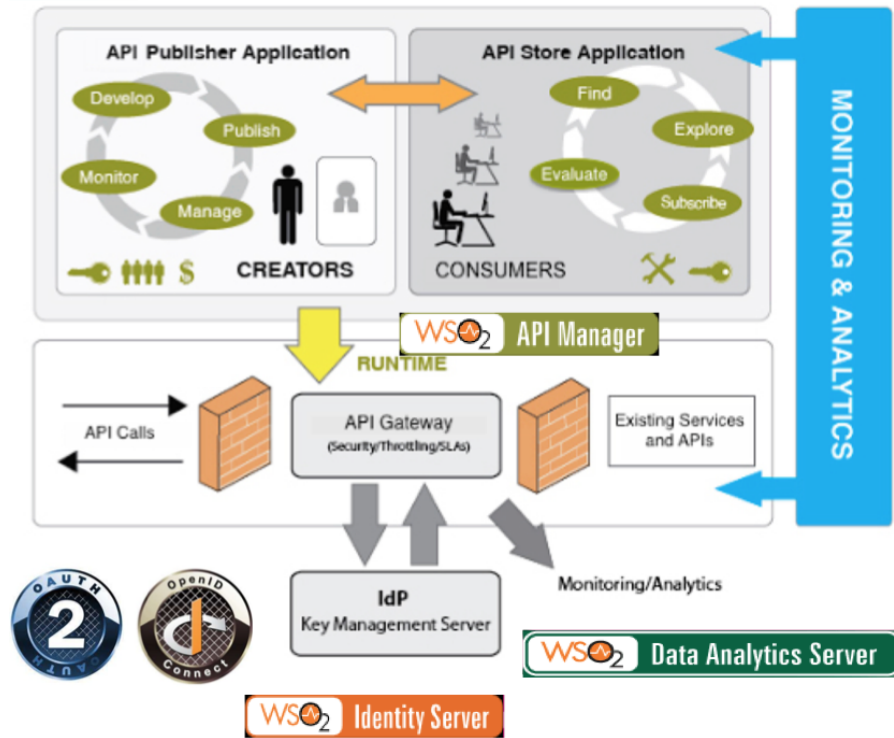 API Publisher Application
Develop
Publish
Monitor
Manage
$
CREATORS
API Store Application
Find
Explore
Evaluate
Subscribe
CONSUMERS
MONITORING & ANALYTICS
WSO2 API Manager
RUNTIME
API Calls
API Gateway
(Security/Throttling/SLAs)
Existing Services
and APIs
IdP
Key Management Server
Monitoring/Analytics
OAUTH
2
OAUTH
OpenID
Connect
WSO2 Data Analytics Server
WSO2 Identity Server